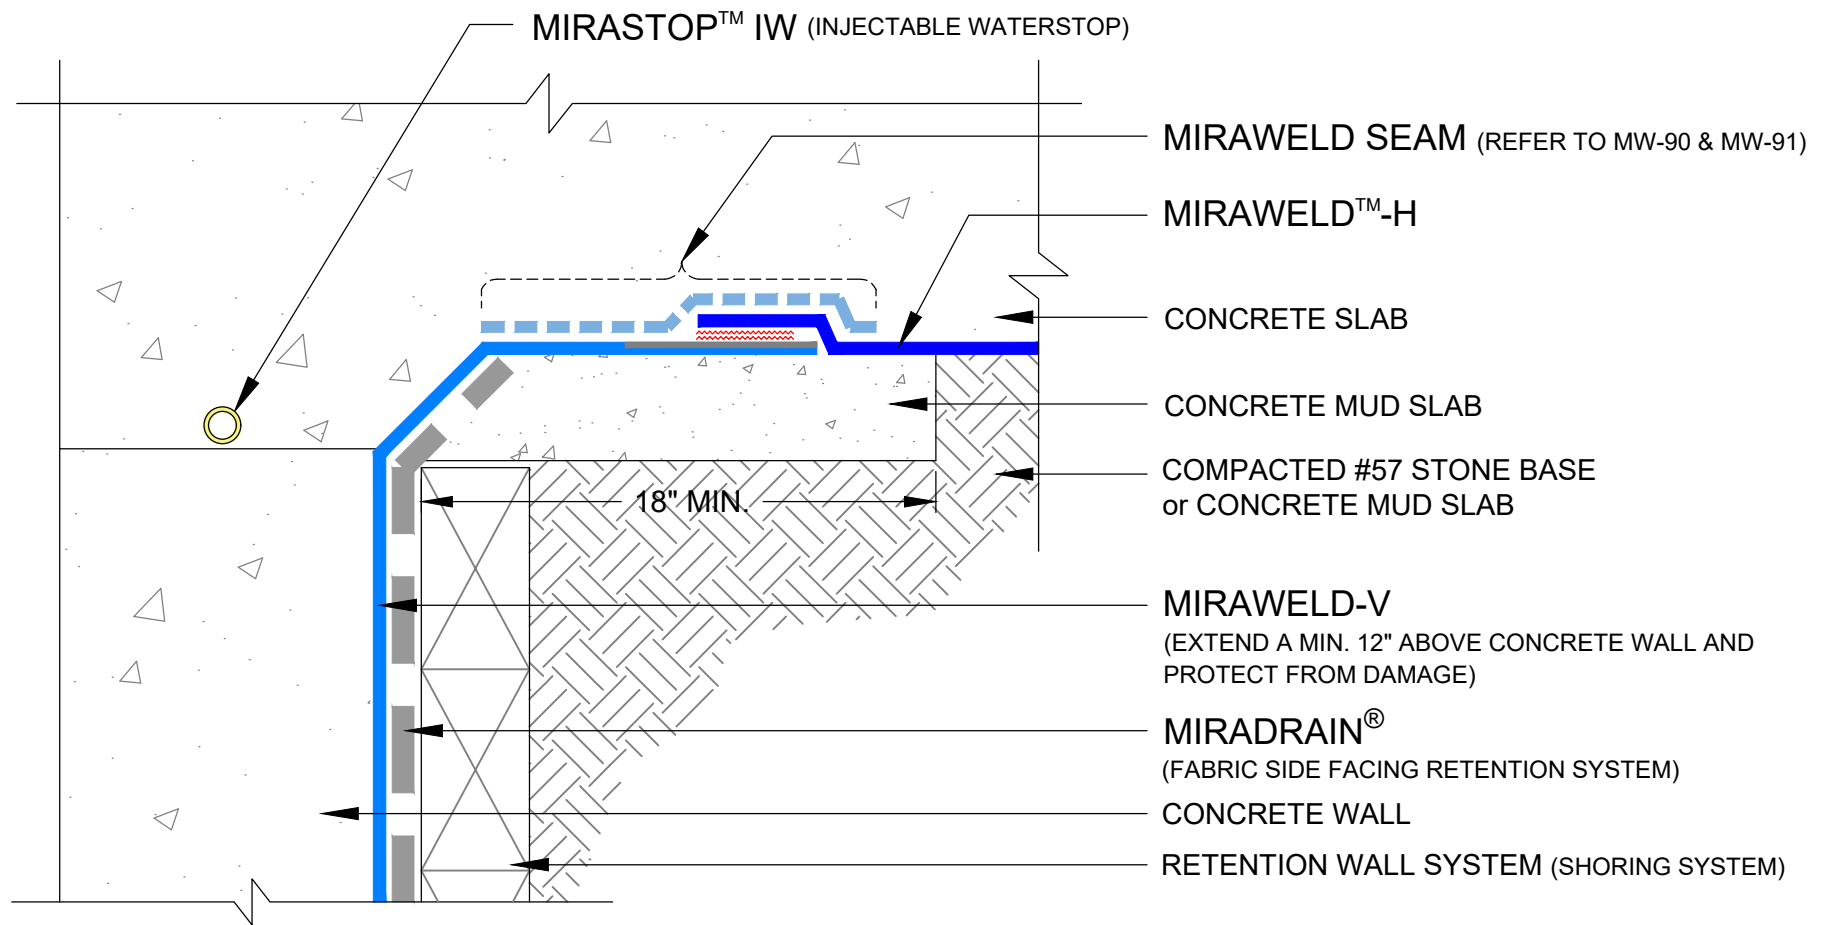 MIRASTOP™ IW (INJECTABLE WATERSTOP)
MIRAWELD SEAM (REFER TO MW-90 & MW-91)
MIRAWELD™-H
CONCRETE SLAB
CONCRETE MUD SLAB
COMPACTED #57 STONE BASE
or CONCRETE MUD SLAB
18" MIN.
MIRAWELD-V
(EXTEND A MIN. 12" ABOVE CONCRETE WALL AND
PROTECT FROM DAMAGE)
MIRADRAIN®
(FABRIC SIDE FACING RETENTION SYSTEM)
CONCRETE WALL
RETENTION WALL SYSTEM (SHORING SYSTEM)